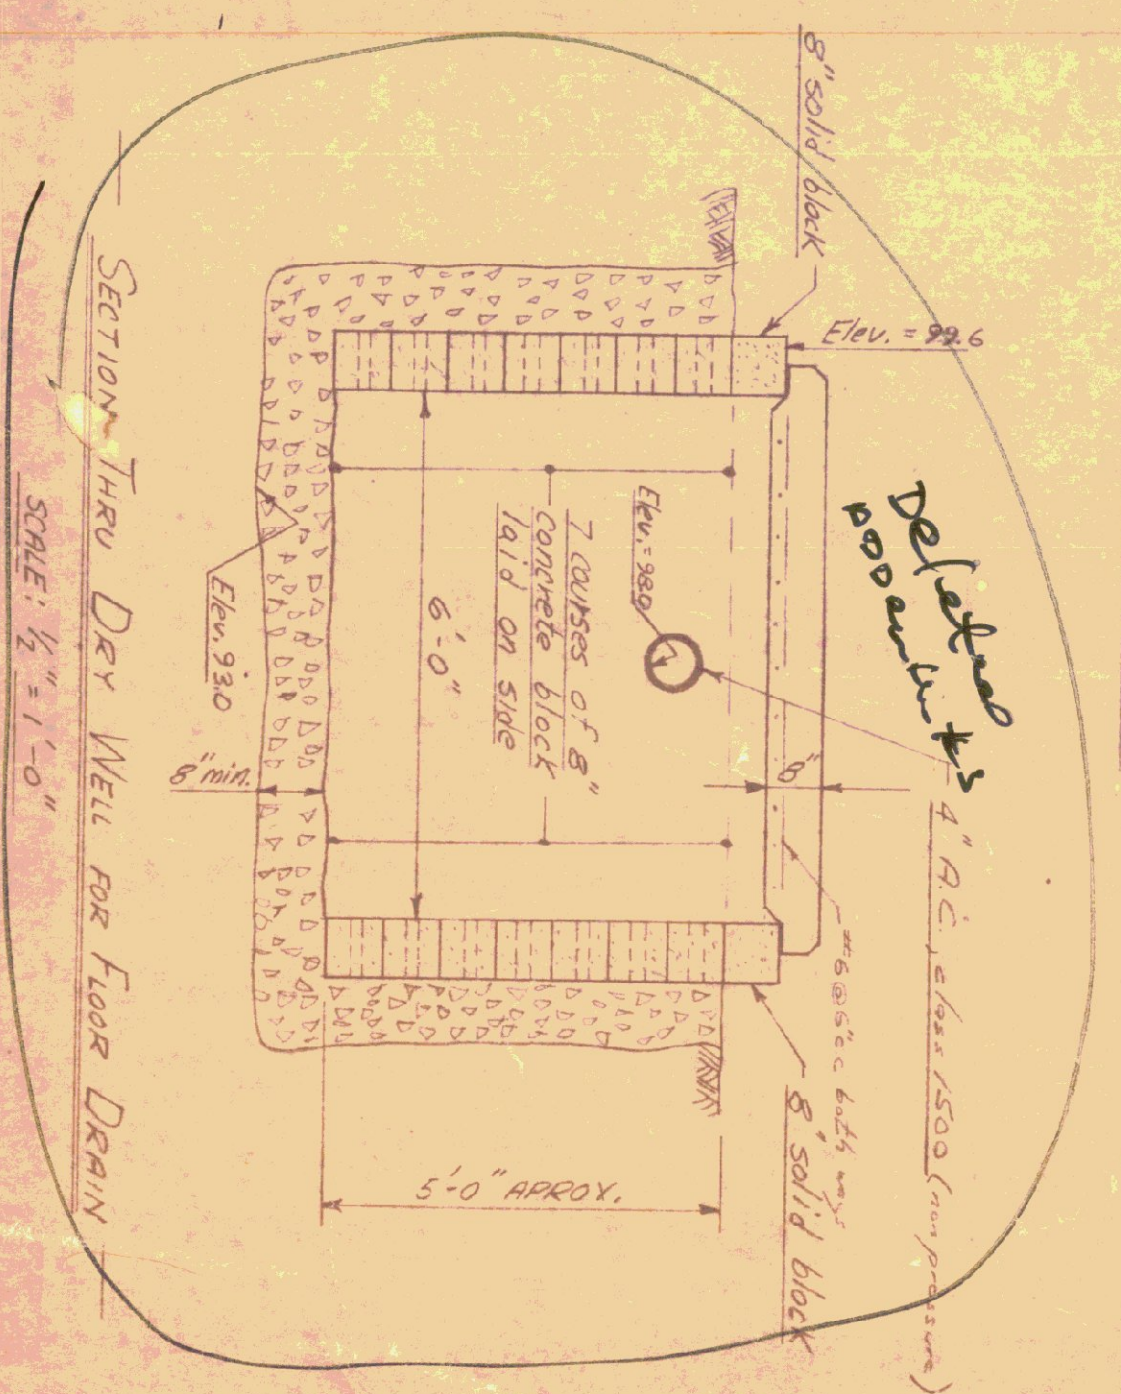 8" solid block
Elev. = 99.6
4" A.C., class 1500 (non pressure)
#6@6"cc both ways
8"
Elev. = 98.0
7 courses of 8"
concrete block
laid on side
6'-0"
8" solid block
5'-0" APROX.
Elev. 93.0
8" min.
SECTION THRU DRY WELL FOR FLOOR DRAIN
SCALE: ½" = 1'-0"